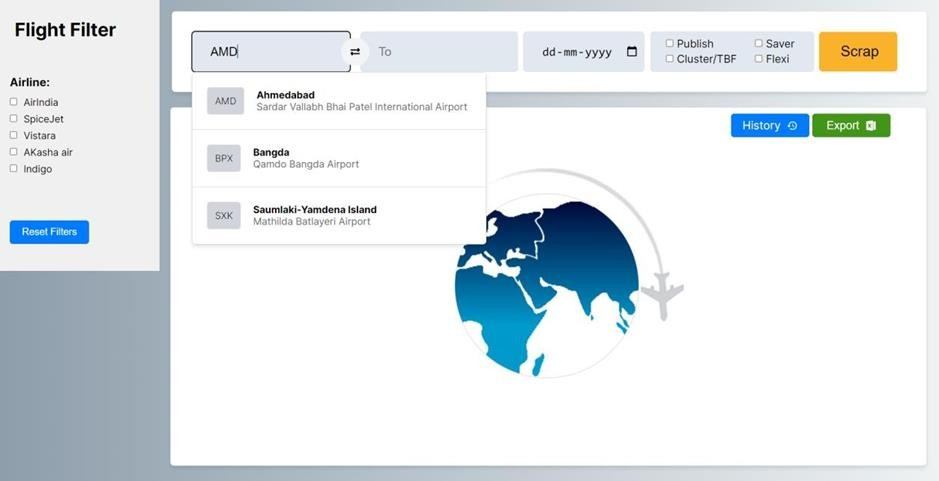 Flight Filter
Airline:
AirIndia
SpiceJet
Vistara
AKasha air
Indigo
Reset Filters
AMD
To
dd-mm-yyyy
Publish
Saver
Cluster/TBF
Flexi
Scrap
AMD
Ahmedabad
Sardar Vallabh Bhai Patel International Airport
BPX
Bangda
Qamdo Bangda Airport
SXK
Saumlaki-Yamdena Island
Mathilda Batlayeri Airport
History
Export